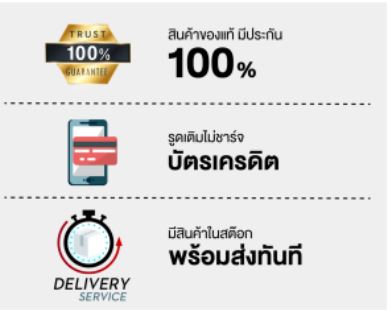 TRUST
100%
GUARANTEE
สินค้าของแท้ มีประกัน
100%
รูดเติมไม่ชาร์จ
บัตรเครดิต
DELIVERY
SERVICE
มีสินค้าในสต๊อก
พร้อมส่งทันที